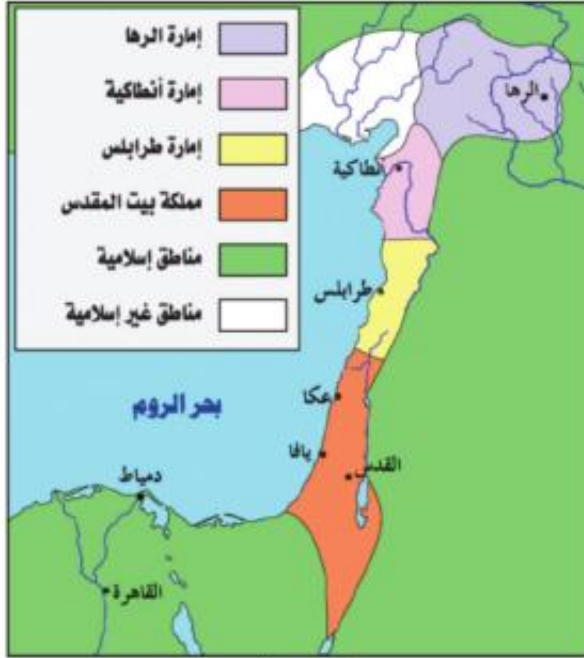 إمارة الرها
إمارة أنطاكية
إمارة طرابلس
مملكة بيت المقدس
مناطق إسلامية
مناطق غير إسلامية
الرها
أنطاكية
طرابلس
عكا
بحر الروم
يافا
القدس
دمياط
القاهرة